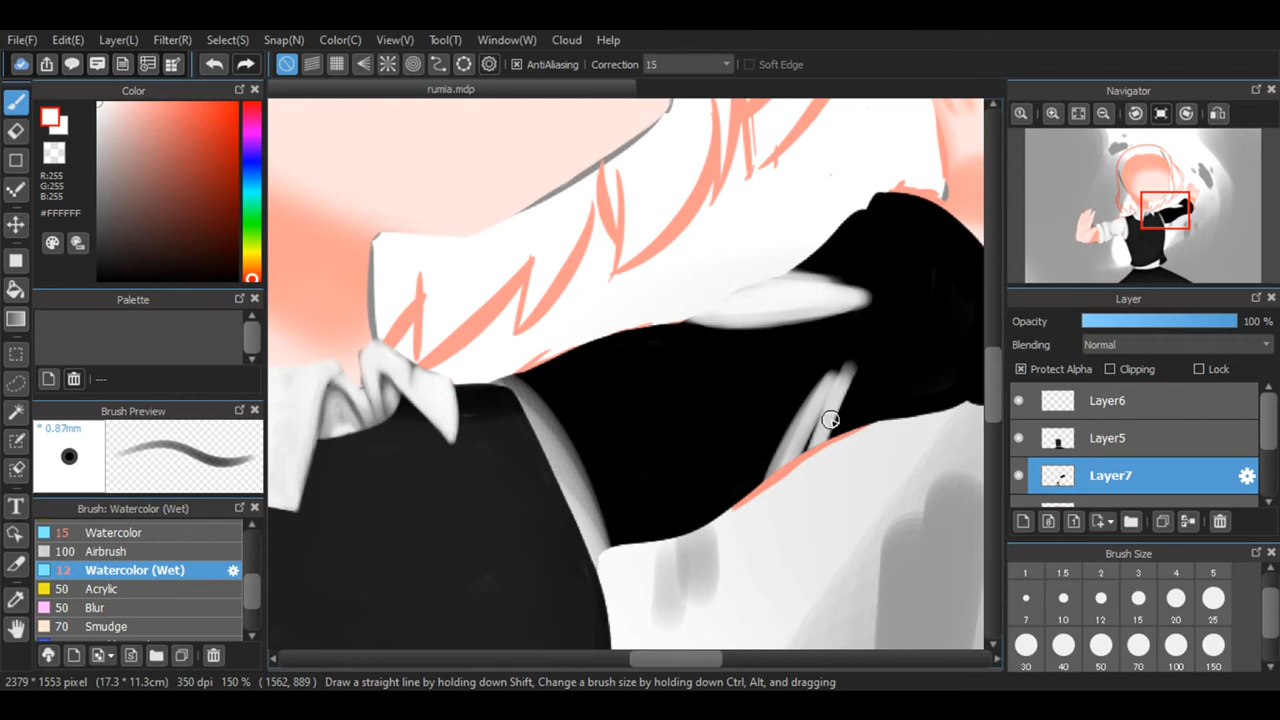 File(F) Edit(E) Layer(L) Filter(R) Select(S) Snap(N) Color(C) View(V) Tool(T) Window(W) Cloud Help
AntiAliasing Correction 15 Soft Edge
Color
rumia.mdp
Navigator
R:255
G:255
B:255
#FFFFFF
Palette
---
Brush Preview
* 0.87mm
Brush: Watercolor (Wet)
15 Watercolor
100 Airbrush
12 Watercolor (Wet)
50 Acrylic
50 Blur
70 Smudge
Layer
Opacity 100 %
Blending Normal
Protect Alpha Clipping Lock
Layer6
Layer5
Layer7
Brush Size
1 1.5 2 3 4 5
7 10 12 15 20 25
30 40 50 70 100 150
2379 * 1553 pixel (17.3 * 11.3cm) 350 dpi 150 % ( 1562, 889 ) Draw a straight line by holding down Shift, Change a brush size by holding down Ctrl, Alt, and dragging